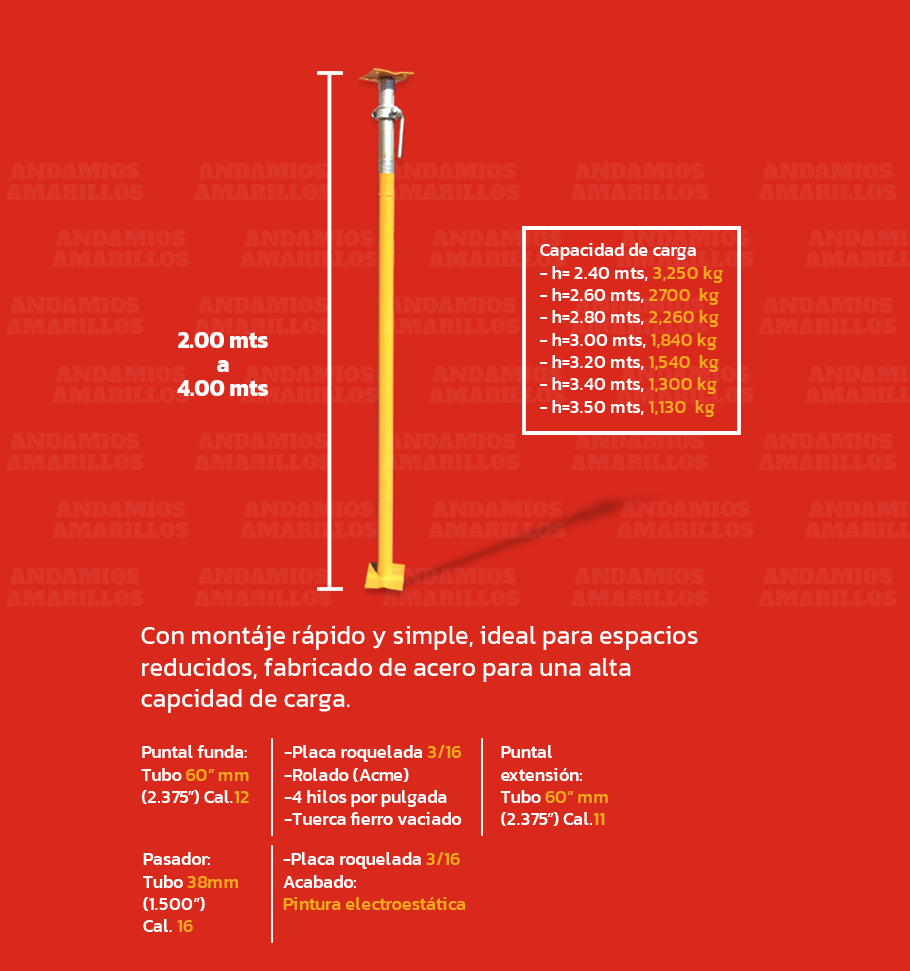 2.00 mts
a
4.00 mts
Capacidad de carga
- h= 2.40 mts, 3,250 kg
- h=2.60 mts, 2700 kg
- h=2.80 mts, 2,260 kg
- h=3.00 mts, 1,840 kg
- h=3.20 mts, 1,540 kg
- h=3.40 mts, 1,300 kg
- h=3.50 mts, 1,130 kg
ANDAMIOS
AMARILLOS
Con montáje rápido y simple, ideal para espacios
reducidos, fabricado de acero para una alta
capcidad de carga.
Puntal funda:
Tubo 60” mm
(2.375”) Cal.12
-Placa roquelada 3/16
-Rolado (Acme)
-4 hilos por pulgada
-Tuerca fierro vaciado
Puntal
extensión:
Tubo 60” mm
(2.375”) Cal.11
Pasador:
Tubo 38mm
(1.500”)
Cal. 16
-Placa roquelada 3/16
Acabado:
Pintura electroestática